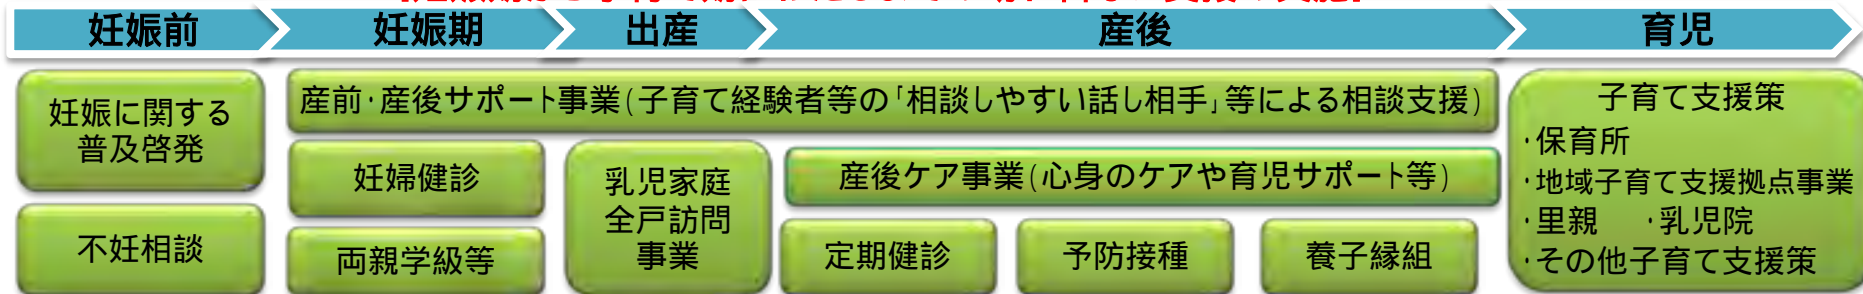 妊娠前
妊娠期
出産
産後
育児
妊娠に関する
普及啓発
不妊相談
産前・産後サポート事業(子育て経験者等の「相談しやすい話し相手」等による相談支援)
妊婦健診
両親学級等
乳児家庭
全戸訪問
事業
産後ケア事業(心身のケアや育児サポート等)
定期健診
予防接種
養子縁組
子育て支援策
・保育所
・地域子育て支援拠点事業
・里親 ・乳児院
・その他子育て支援策